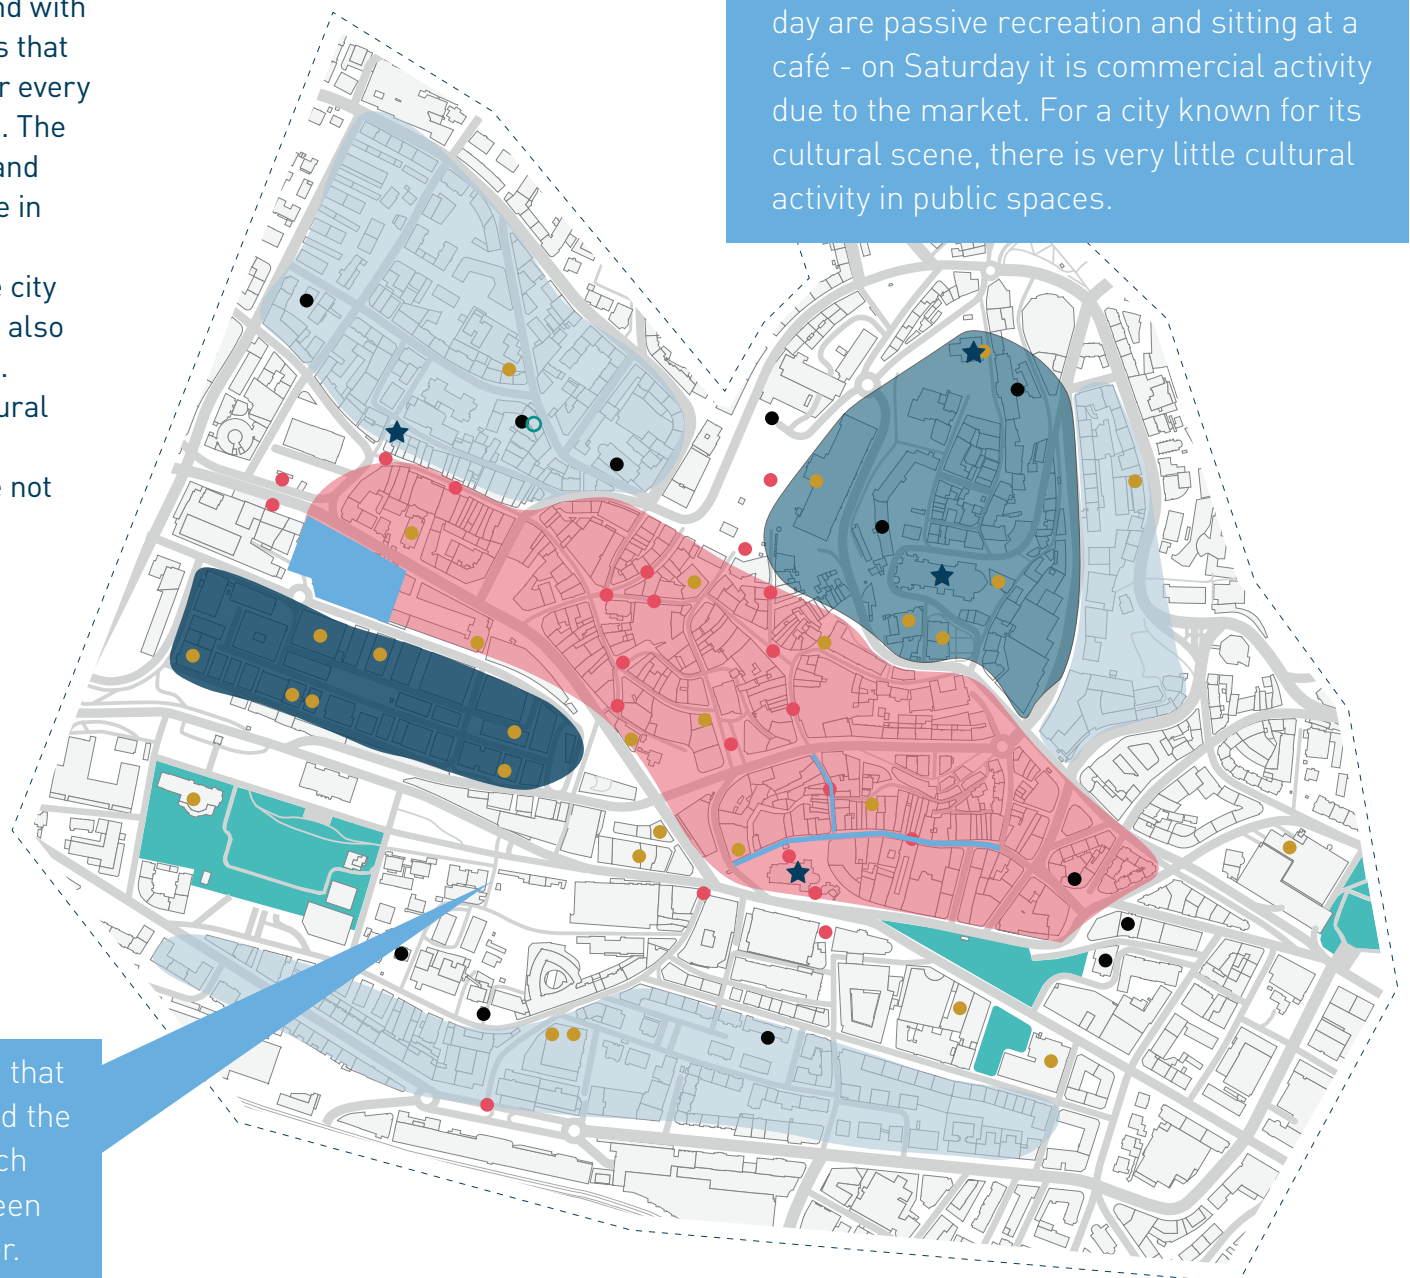 nd with
s that
r every
. The
and
e in
e city
also
.
ural
e not
day are passive recreation and sitting at a
café - on Saturday it is commercial activity
due to the market. For a city known for its
cultural scene, there is very little cultural
activity in public spaces.
that
d the
ch
een
r.